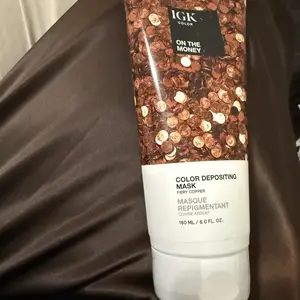 IGK
COLOR
ON THE
MONEY
COLOR DEPOSITING
MASK
FIERY COPPER
MASQUE
REPIGMENTANT
CUIVRE ARDENT
180 ML / 6.0 FL. OZ.